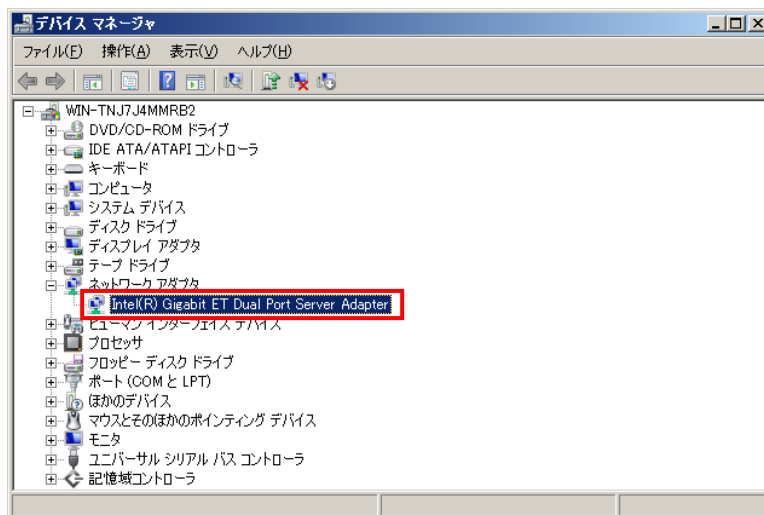 デバイス マネージャ
ファイル(F) 操作(A) 表示(V) ヘルプ(H)
WIN-TNJ7J4MMRB2
DVD/CD-ROM ドライブ
IDE ATA/ATAPI コントローラ
キーボード
コンピュータ
システム デバイス
ディスク ドライブ
ディスプレイ アダプタ
テープ ドライブ
ネットワーク アダプタ
Intel(R) Gigabit ET Dual Port Server Adapter
ヒューマン インターフェイス デバイス
プロセッサ
フロッピー ディスク ドライブ
ポート (COM と LPT)
ほかのデバイス
マウスとそのほかのポインティング デバイス
モニタ
ユニバーサル シリアル バス コントローラ
記憶域コントローラ